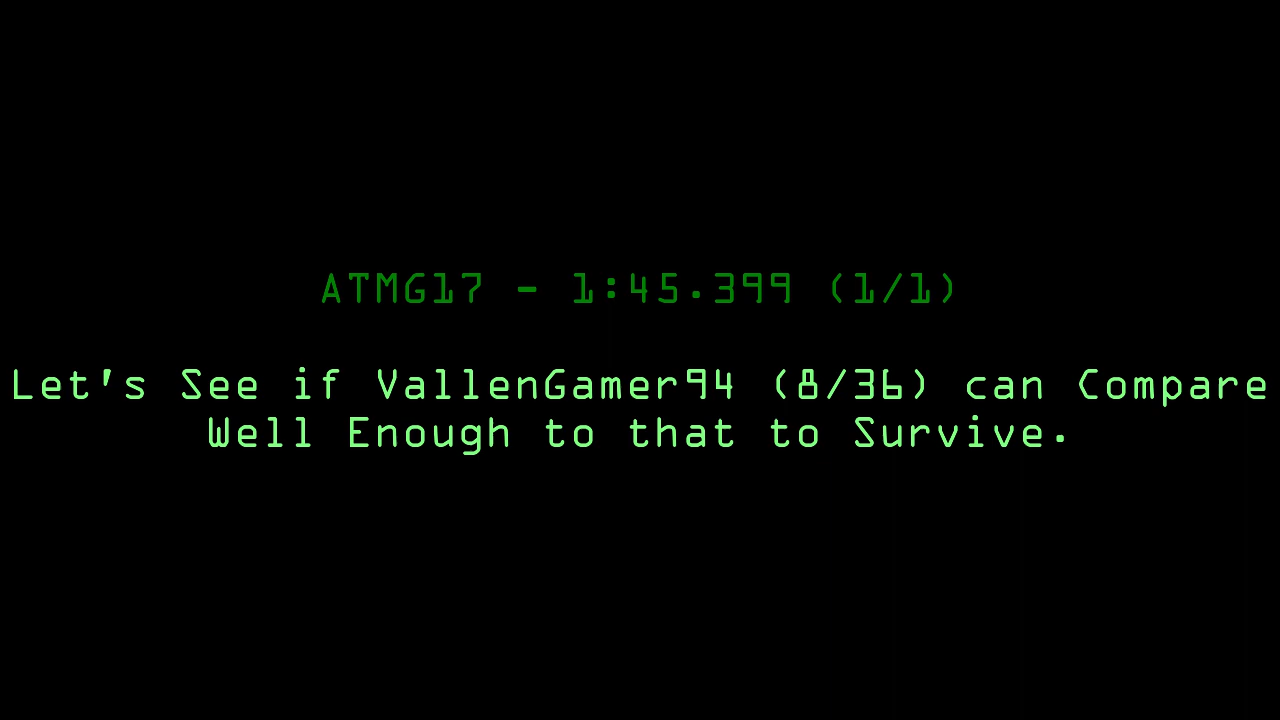 ATMG17 - 1:45.399 (1/1)
Let's See if VallenGamer94 (8/36) can Compare
Well Enough to that to Survive.